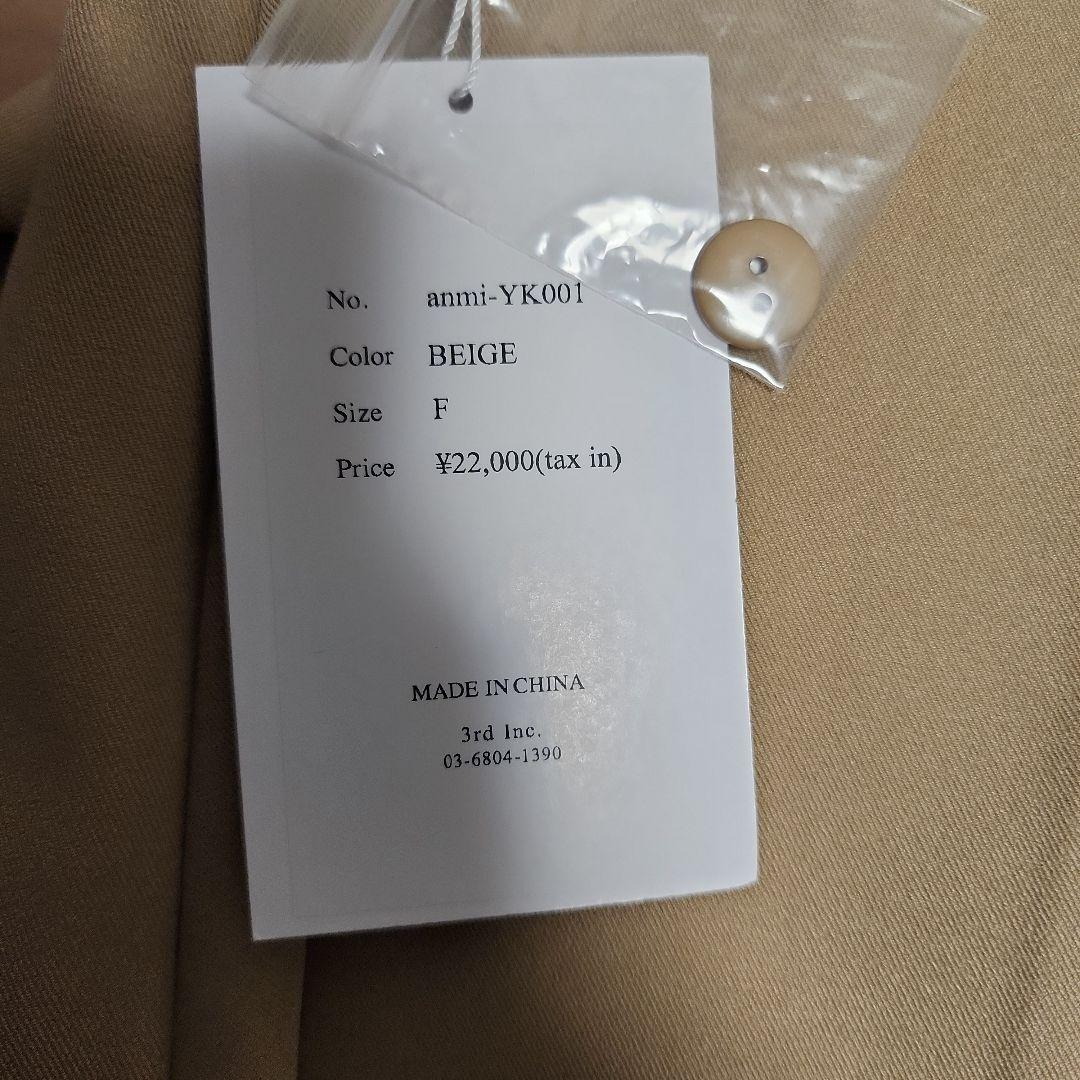 No. anmi-YK001
Color BEIGE
Size F
Price ¥22,000(tax in)
MADE IN CHINA
3rd Inc.
03-6804-1390